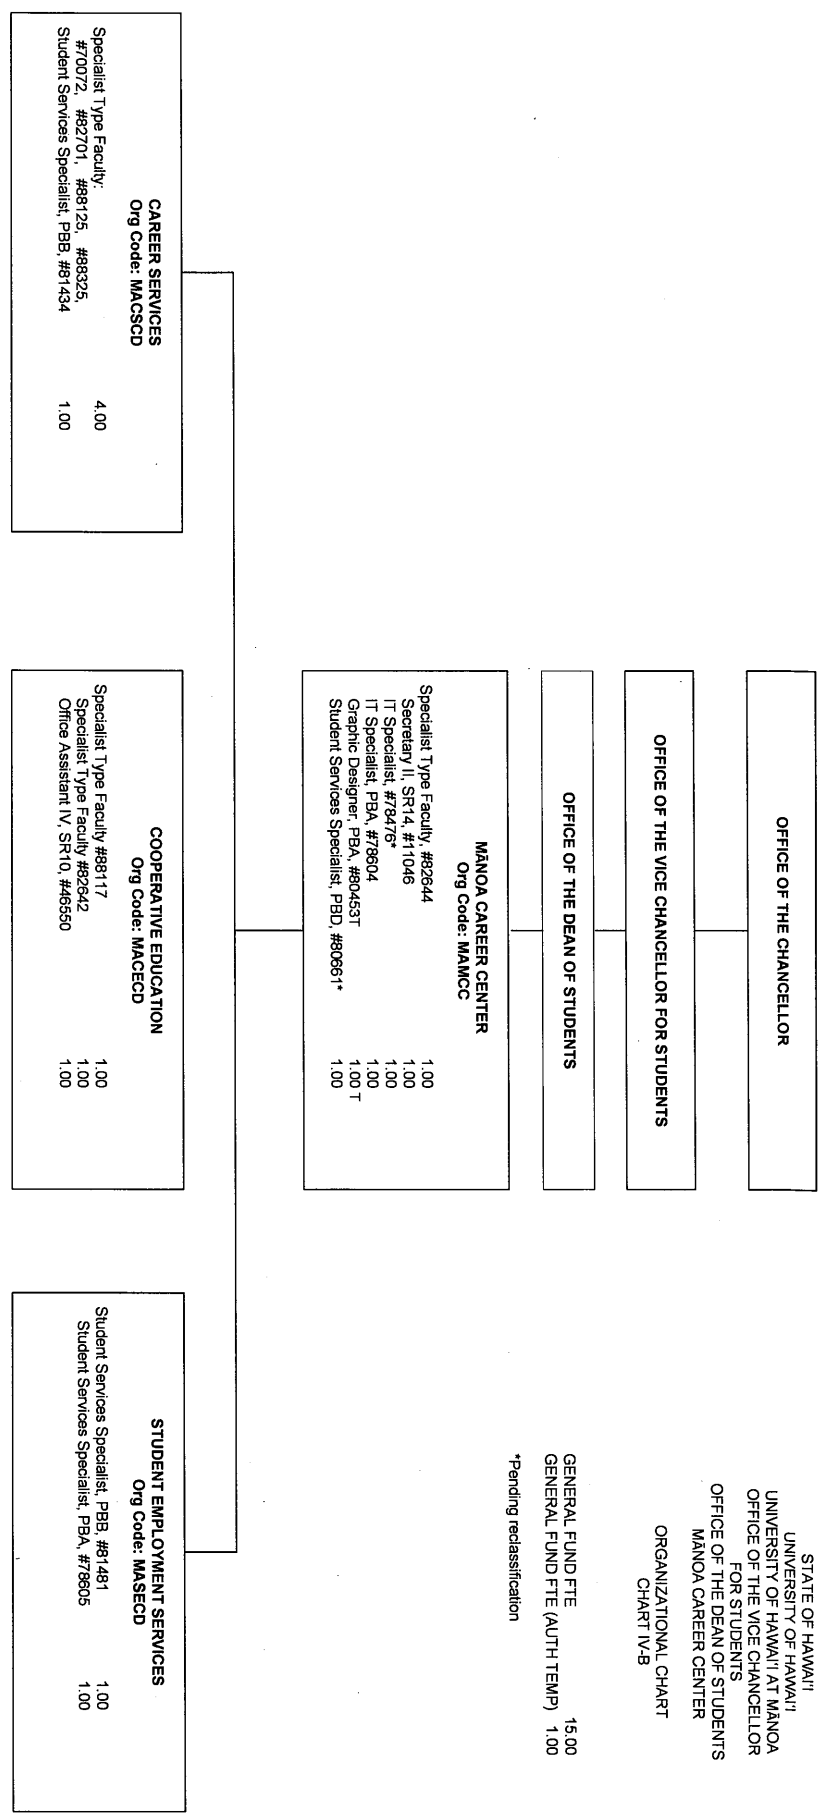 STATE OF HAWAI'I
UNIVERSITY OF HAWAI'I
UNIVERSITY OF HAWAI'I AT MĀNOA
OFFICE OF THE VICE CHANCELLOR
FOR STUDENTS
OFFICE OF THE DEAN OF STUDENTS
MĀNOA CAREER CENTER
ORGANIZATIONAL CHART
CHART IV-B
GENERAL FUND FTE 15.00
GENERAL FUND FTE (AUTH TEMP) 1.00
*Pending reclassification
OFFICE OF THE CHANCELLOR
OFFICE OF THE VICE CHANCELLOR FOR STUDENTS
OFFICE OF THE DEAN OF STUDENTS
MĀNOA CAREER CENTER
Org Code: MAMCC
Specialist Type Faculty, #82644 1.00
Secretary II, SR14, #11046 1.00
IT Specialist, #78476* 1.00
IT Specialist, PBA, #78604 1.00
Graphic Designer, PBA, #80453T 1.00 T
Student Services Specialist, PBD, #80661* 1.00
CAREER SERVICES
Org Code: MACSCD
Specialist Type Faculty: 4.00
#70072, #82701, #88125, #88325,
Student Services Specialist, PBB, #81434 1.00
COOPERATIVE EDUCATION
Org Code: MACECD
Specialist Type Faculty #88117 1.00
Specialist Type Faculty #82642 1.00
Office Assistant IV, SR10, #46550 1.00
STUDENT EMPLOYMENT SERVICES
Org Code: MASECD
Student Services Specialist, PBB, #81481 1.00
Student Services Specialist, PBA, #78605 1.00